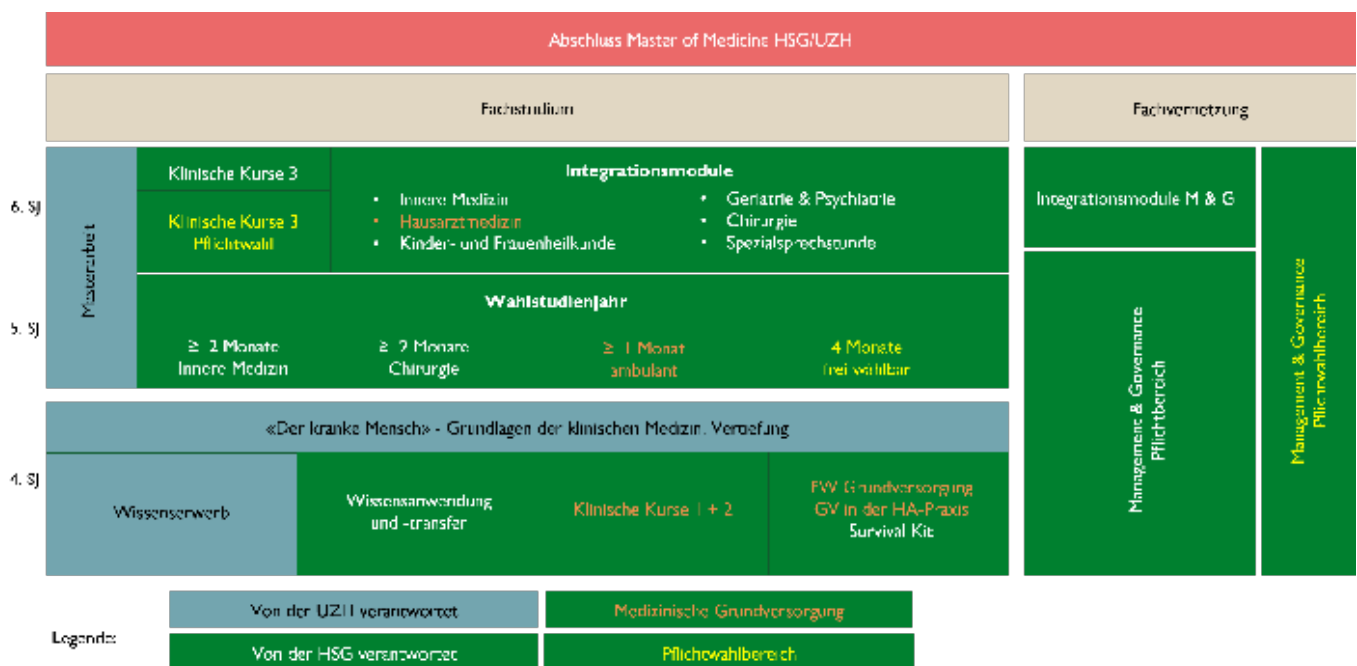 Abschluss Master of Medicine HSG/UZH
Fachstudium
Fachvernetzung
6. SJ
5. SJ
4. SJ
Masterarbeit
Klinische Kurse 3
Klinische Kurse 3
Pflichtwahl
Integrationsmodule
• Innere Medizin
• Hausarztmedizin
• Kinder- und Frauenheilkunde
• Geriatrie & Psychiatrie
• Chirurgie
• Spezialsprechstunde
Wahlstudienjahr
≥ 2 Monate
Innere Medizin
≥ 2 Monate
Chirurgie
≥ 1 Monat
ambulant
4 Monate
frei wählbar
Integrationsmodule M & G
Management & Governance
Pflichtbereich
Management & Governance
Pflichtwahlbereich
«Der kranke Mensch» - Grundlagen der klinischen Medizin. Vertiefung
Wissenserwerb
Wissensanwendung
und -transfer
Klinische Kurse 1 + 2
EW Grundversorgung
GV in der HA-Praxis
Survival Kit
Legende:
Von der UZH verantwortet
Medizinische Grundversorgung
Von der HSG verantwortet
Pflichtwahlbereich